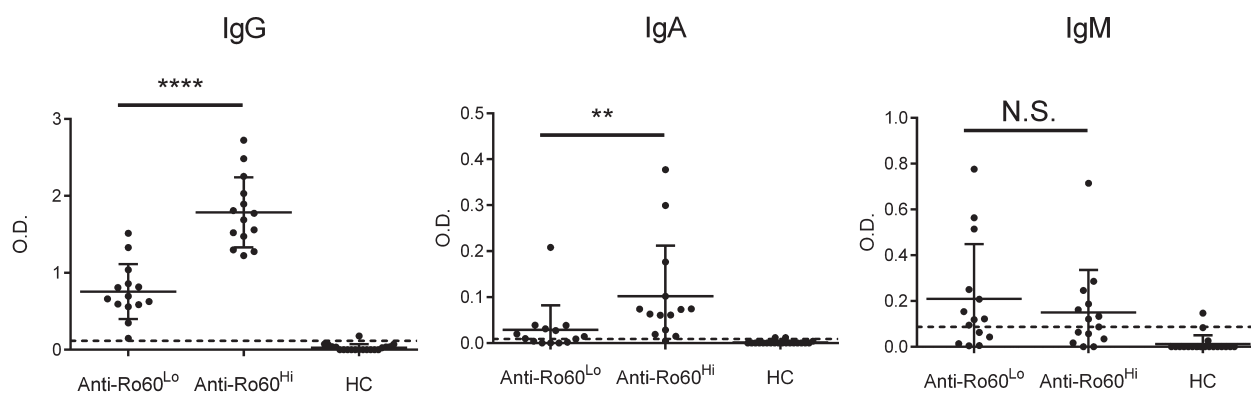 IgG
****
3
2
1
0
O.D.
Anti-Ro60Lo
Anti-Ro60Hi
HC
IgA
**
0.5
0.4
0.3
0.2
0.1
0.0
O.D.
Anti-Ro60Lo
Anti-Ro60Hi
HC
IgM
N.S.
1.0
0.8
0.6
0.4
0.2
0.0
O.D.
Anti-Ro60Lo
Anti-Ro60Hi
HC